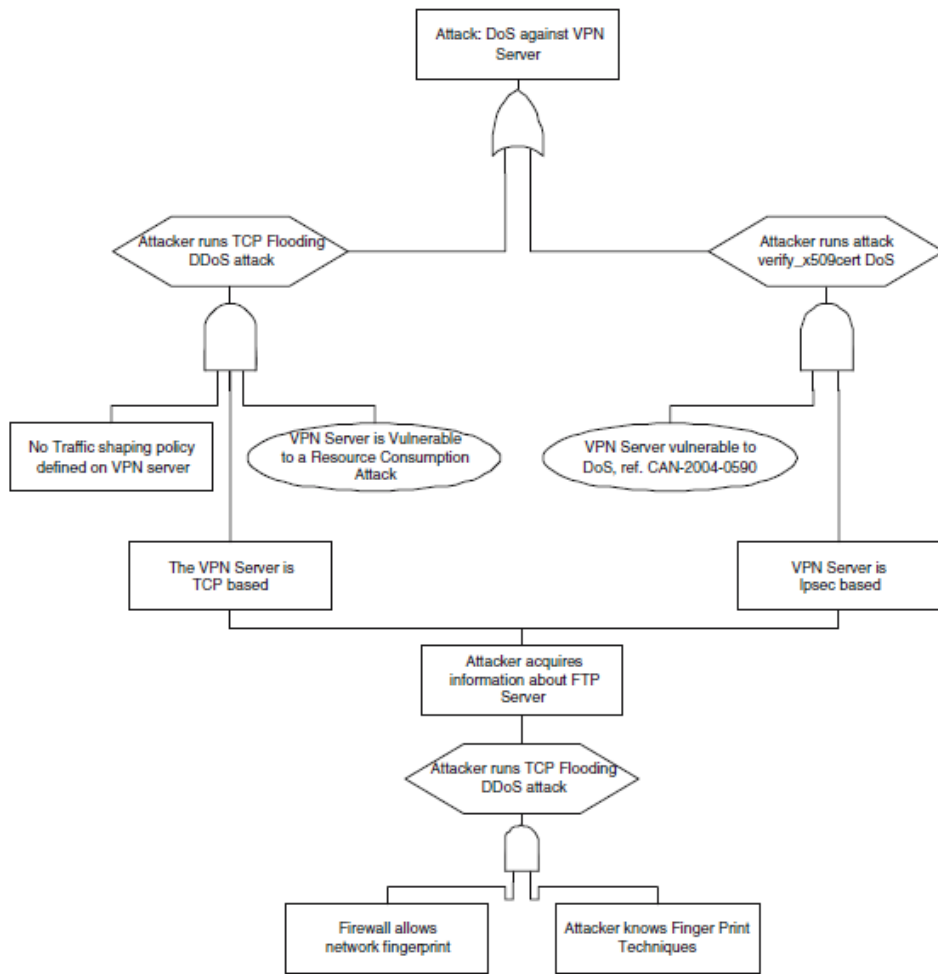 Attack: DoS against VPN
Server
Attacker runs TCP Flooding
DDoS attack
Attacker runs attack
verify_x509cert DoS
No Traffic shaping policy
defined on VPN server
VPN Server is Vulnerable
to a Resource Consumption
Attack
VPN Server vulnerable to
DoS, ref. CAN-2004-0590
The VPN Server is
TCP based
VPN Server is
Ipsec based
Attacker acquires
information about FTP
Server
Attacker runs TCP Flooding
DDoS attack
Firewall allows
network fingerprint
Attacker knows Finger Print
Techniques